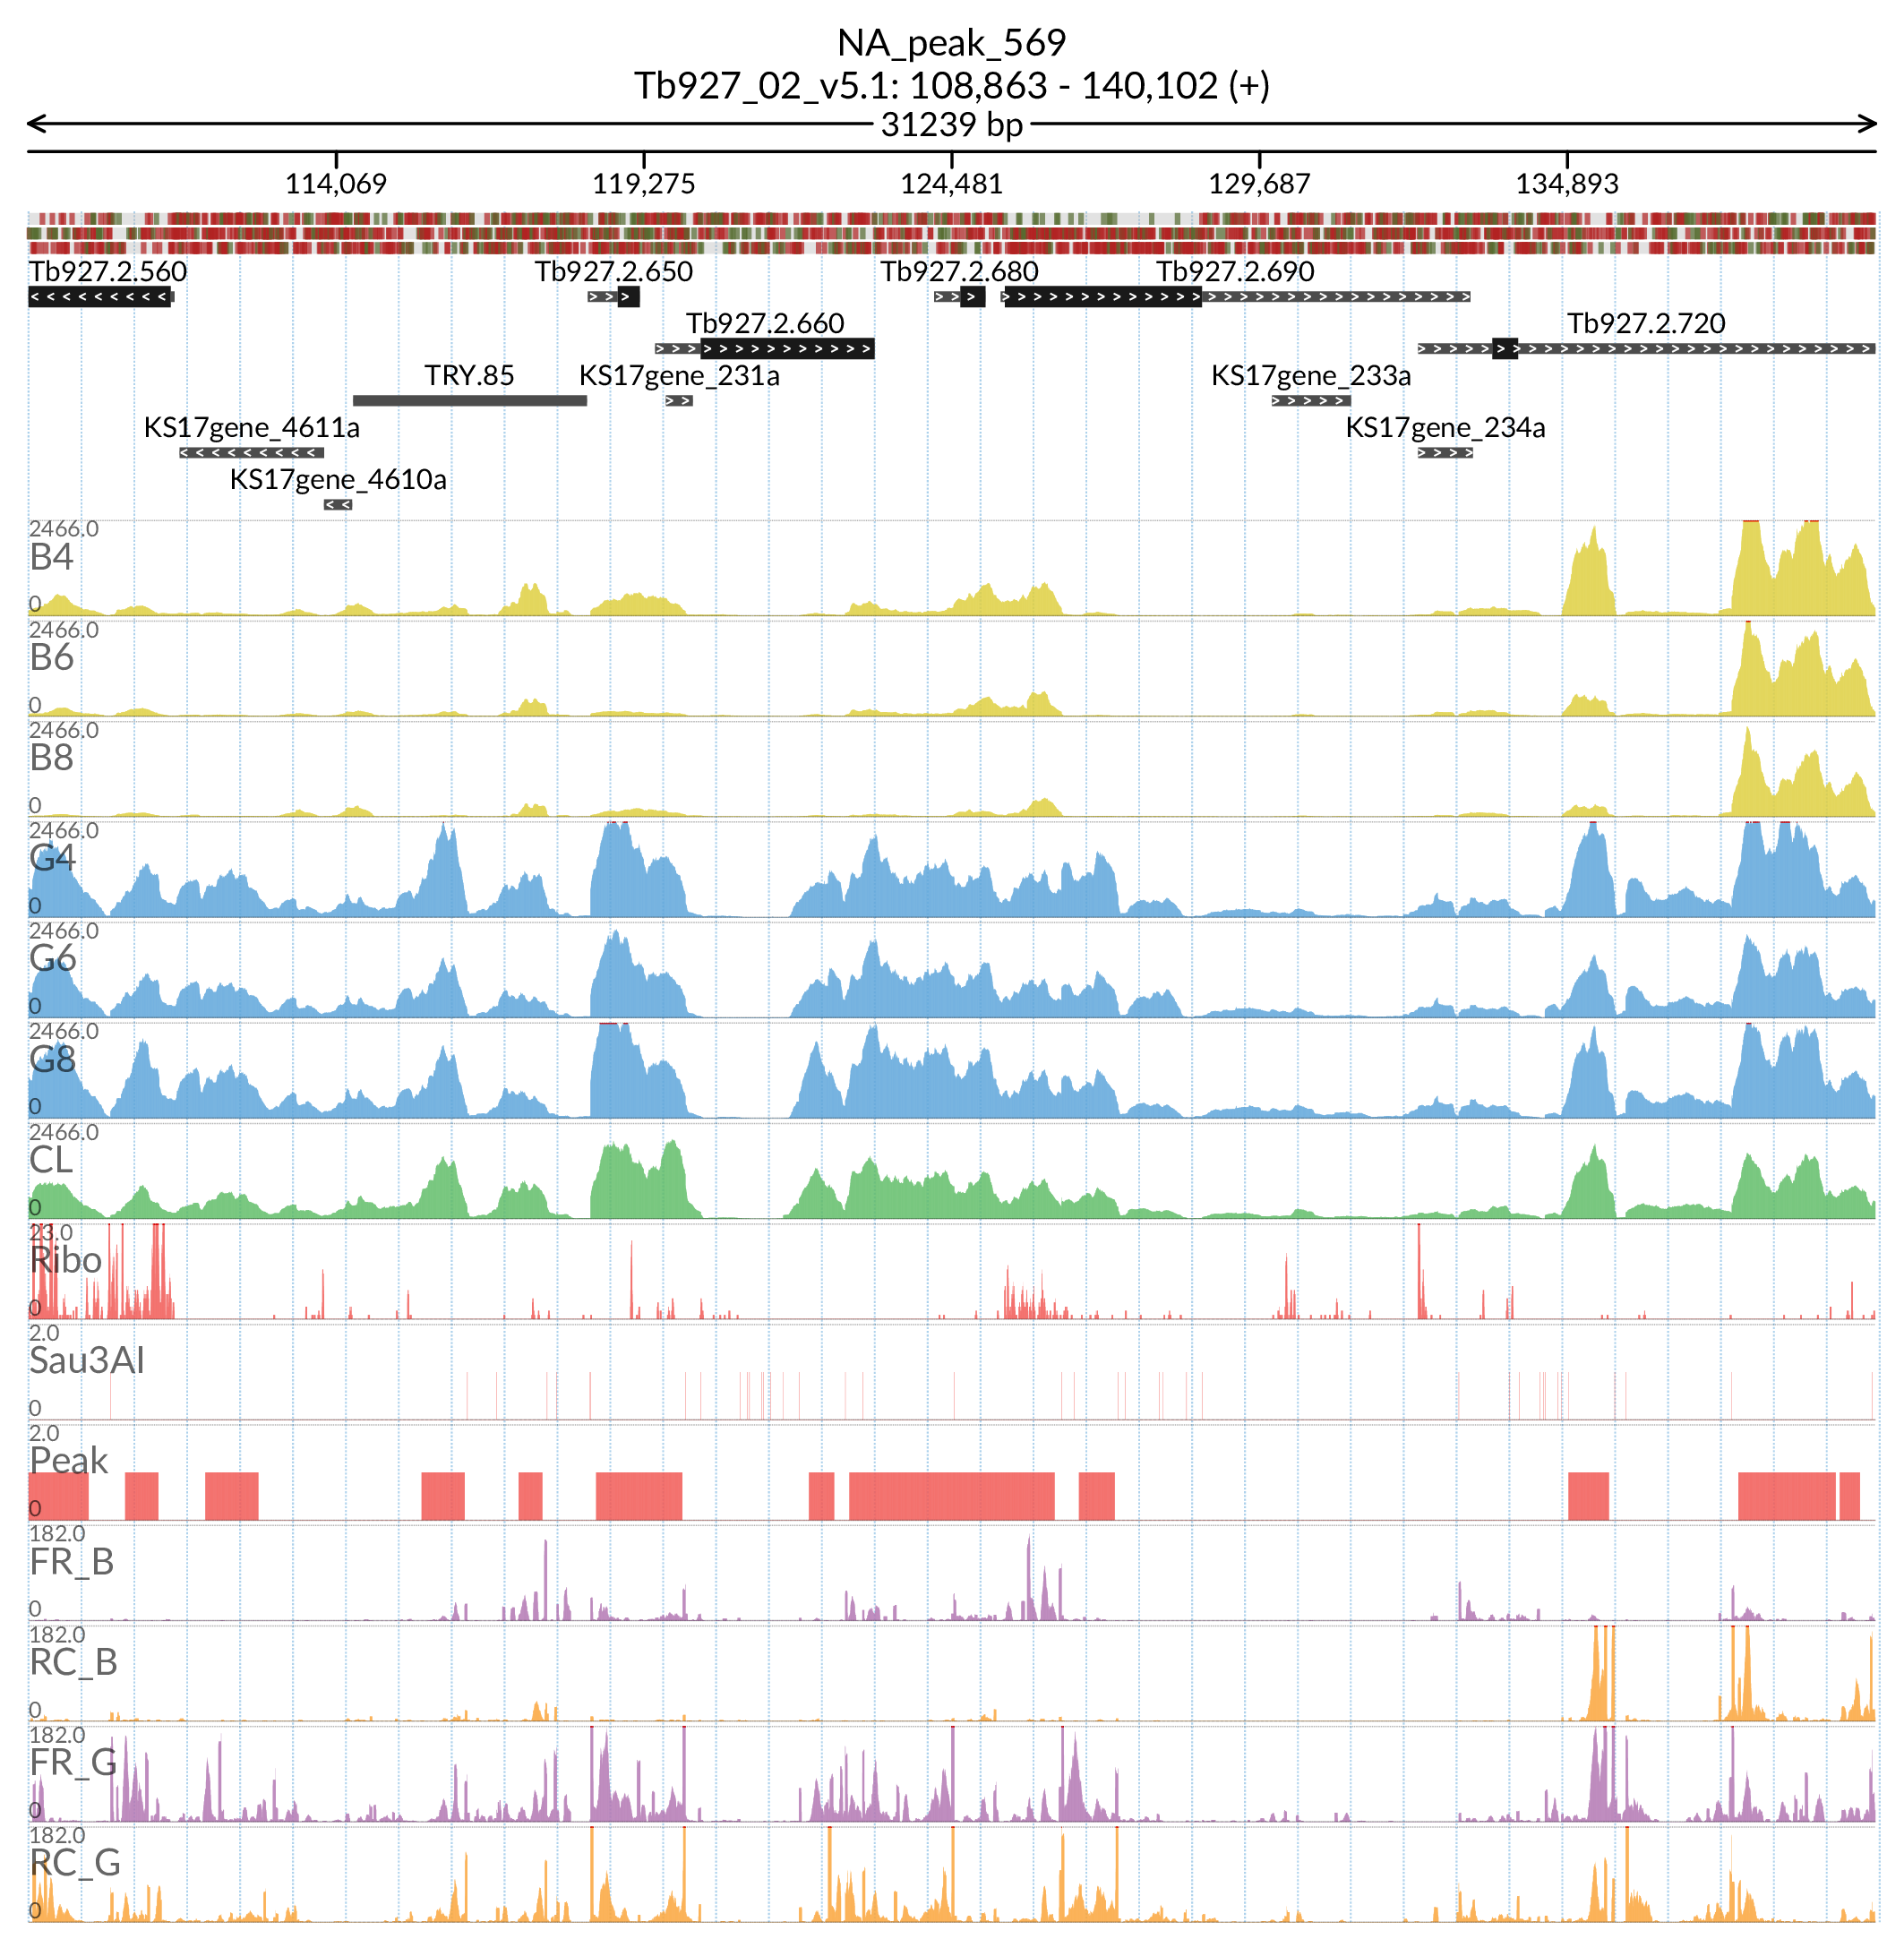 NA_peak_569
Tb927_02_v5.1: 108,863 - 140,102 (+)
31239 bp
114,069 119,275 124,481 129,687 134,893
Tb927.2.560 Tb927.2.650 Tb927.2.680 Tb927.2.690
Tb927.2.660 Tb927.2.720
TRY.85 KS17gene_231a KS17gene_233a
KS17gene_4611a KS17gene_234a
KS17gene_4610a
2466.0
B4
0
2466.0
B6
0
2466.0
B8
0
2466.0
G4
0
2466.0
G6
0
2466.0
G8
0
2466.0
CL
0
23.0
Ribo
0
2.0
Sau3AI
0
2.0
Peak
0
182.0
FR_B
0
182.0
RC_B
0
182.0
FR_G
0
182.0
RC_G
0